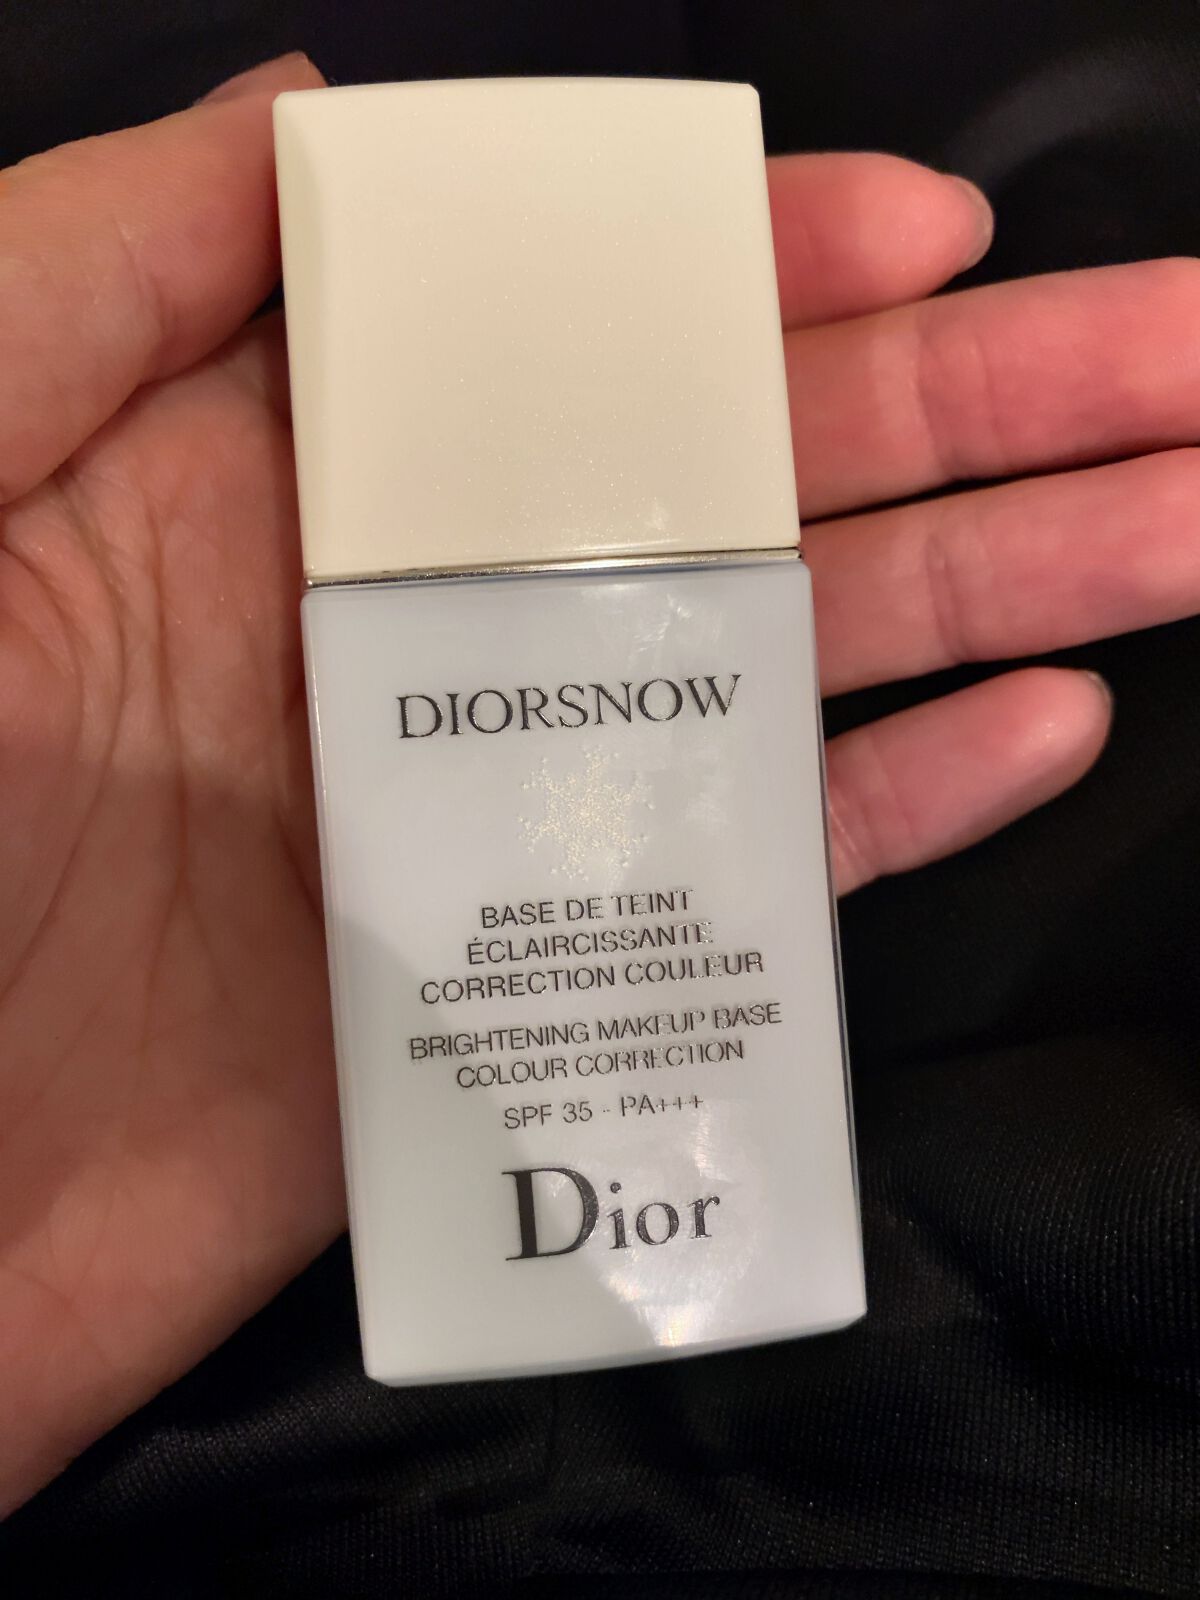 DIORSNOW
BASE DE TEINT
ÉCLAIRCISSANTE
CORRECTION COULEUR
BRIGHTENING MAKEUP BASE
COLOUR CORRECTION
SPF 35 - PA+++
Dior